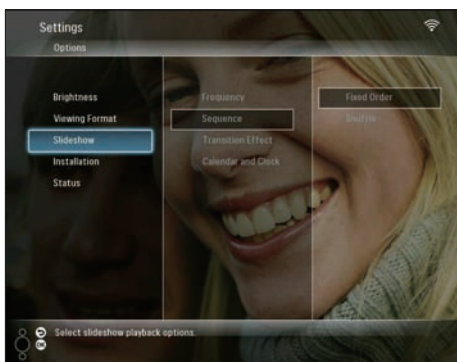 Settings
Options
Brightness
Viewing Format
Slideshow
Installation
Status
Frequency
Sequence
Transition Effect
Calendar and Clock
Fixed Order
Shuffle
Select slideshow playback options.
OK